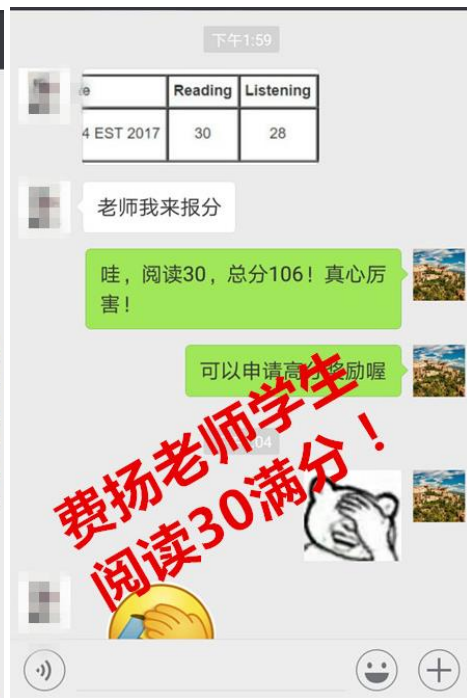 下午1:59
e Reading Listening
4 EST 2017 30 28
老师我来报分
哇，阅读30，总分106！真心厉
害！
可以申请高分奖励喔
04
费扬老师学生
阅读30满分！